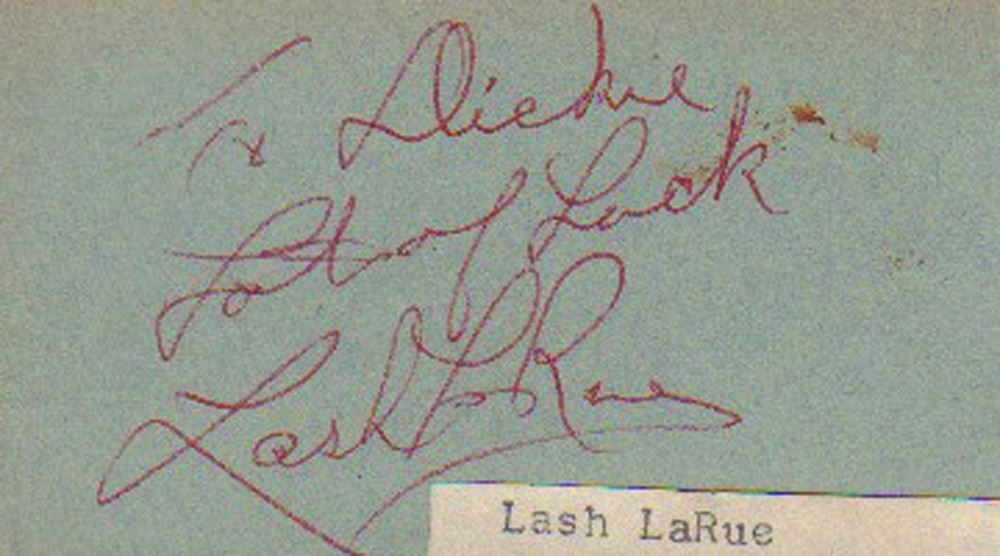 To Dickie
Lots of Luck
Lash LaRue
Lash LaRue